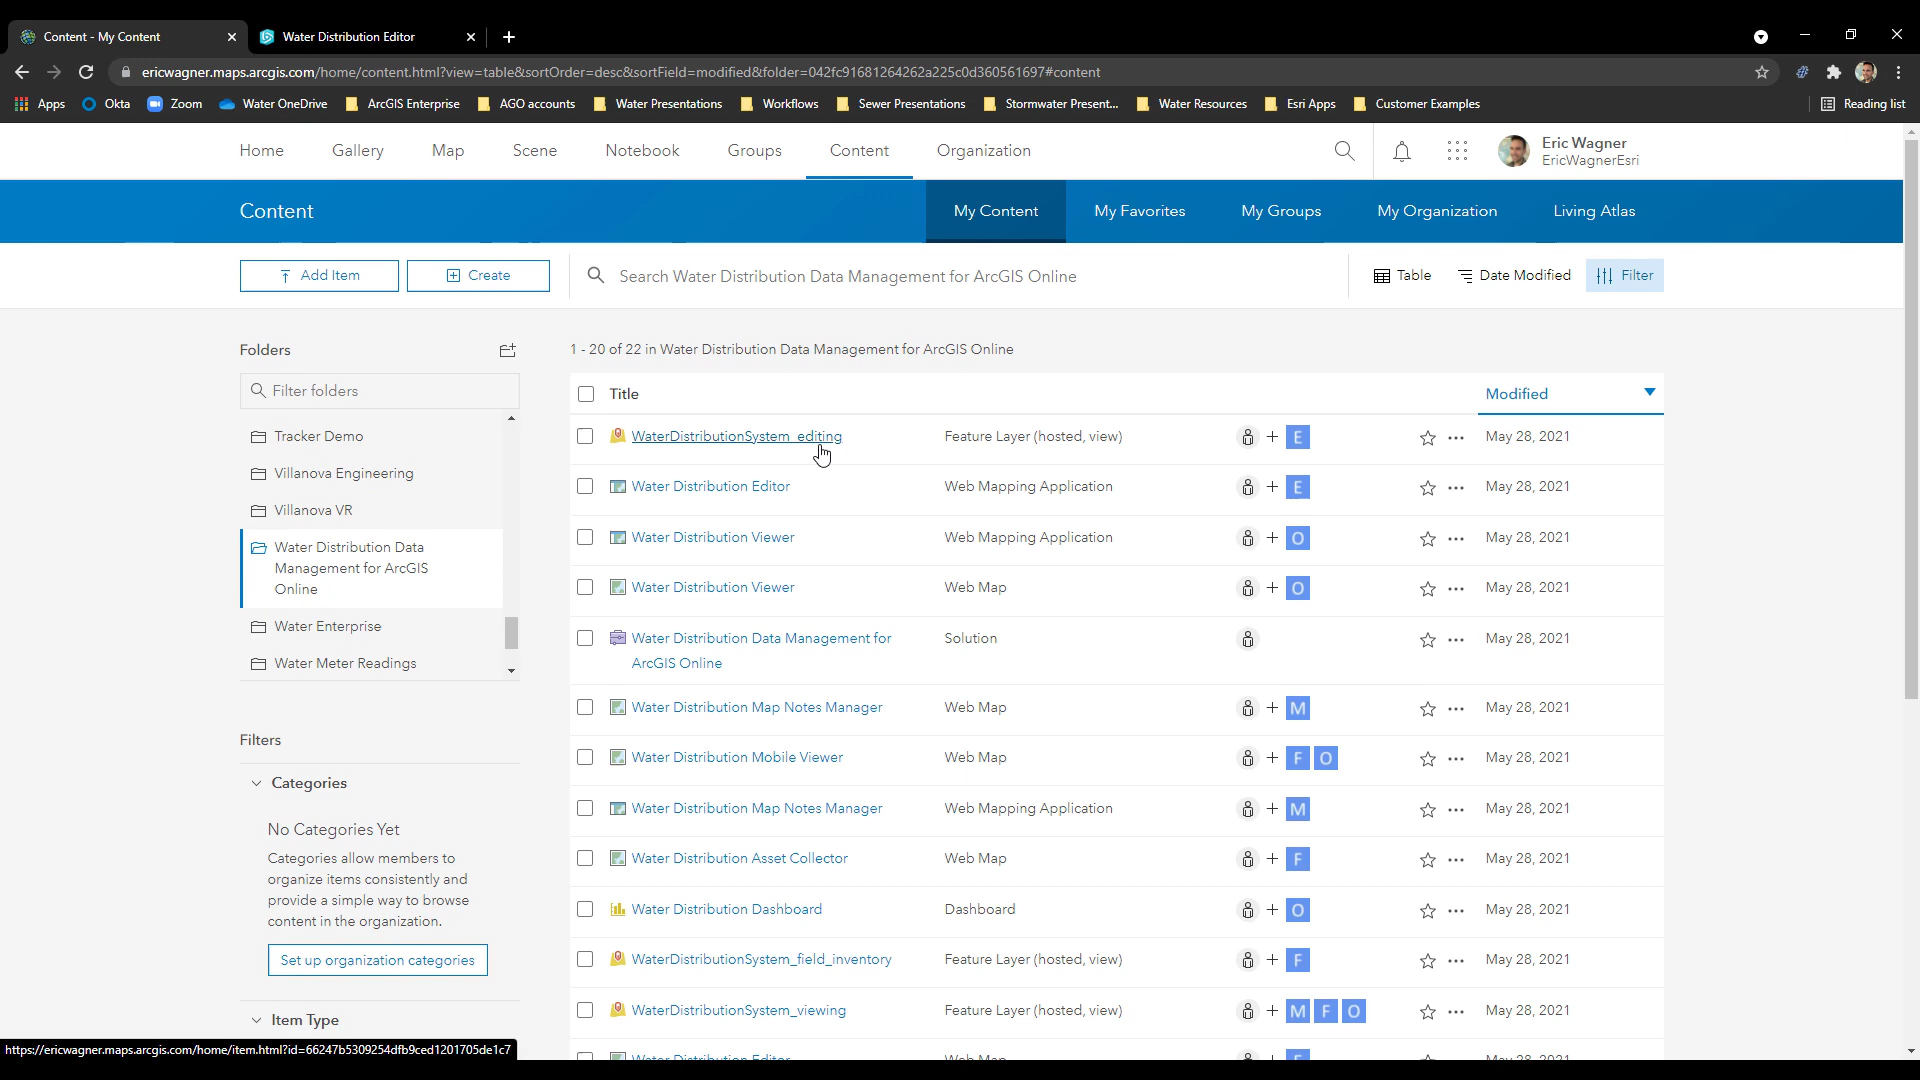 Content - My Content
Water Distribution Editor
ericwagner.maps.arcgis.com/home/content.html?view=table&sortOrder=desc&sortField=modified&folder=042fc91681264262a225c0d360561697#content
Apps Okta Zoom Water OneDrive ArcGIS Enterprise AGO accounts Water Presentations Workflows Sewer Presentations Stormwater Present... Water Resources Esri Apps Customer Examples Reading list
Home Gallery Map Scene Notebook Groups Content Organization
Eric Wagner
EricWagnerEsri
Content
My Content My Favorites My Groups My Organization Living Atlas
Add Item Create Search Water Distribution Data Management for ArcGIS Online Table Date Modified Filter
Folders
Filter folders
Tracker Demo
Villanova Engineering
Villanova VR
Water Distribution Data
Management for ArcGIS
Online
Water Enterprise
Water Meter Readings
Filters
Categories
No Categories Yet
Categories allow members to
organize items consistently and
provide a simple way to browse
content in the organization.
Set up organization categories
Item Type
1 - 20 of 22 in Water Distribution Data Management for ArcGIS Online
Title Modified
WaterDistributionSystem_editing Feature Layer (hosted, view) + E May 28, 2021
Water Distribution Editor Web Mapping Application + E May 28, 2021
Water Distribution Viewer Web Mapping Application + O May 28, 2021
Water Distribution Viewer Web Map + O May 28, 2021
Water Distribution Data Management for Solution May 28, 2021
ArcGIS Online
Water Distribution Map Notes Manager Web Map + M May 28, 2021
Water Distribution Mobile Viewer Web Map + F O May 28, 2021
Water Distribution Map Notes Manager Web Mapping Application + M May 28, 2021
Water Distribution Asset Collector Web Map + F May 28, 2021
Water Distribution Dashboard Dashboard + O May 28, 2021
WaterDistributionSystem_field_inventory Feature Layer (hosted, view) + F May 28, 2021
WaterDistributionSystem_viewing Feature Layer (hosted, view) + M F O May 28, 2021
Water Distribution Editor Web Map May 28, 2021
https://ericwagner.maps.arcgis.com/home/item.html?id=66247b5309254dfb9ced1201705de1c7